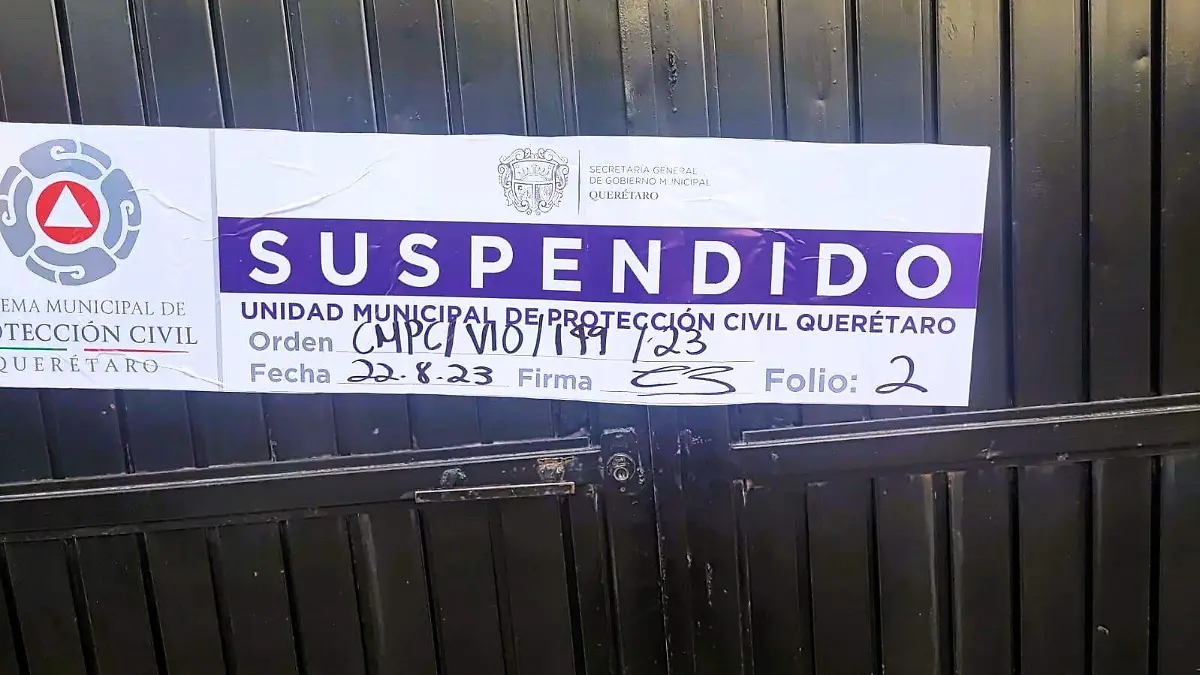 SECRETARÍA GENERAL
DE GOBIERNO MUNICIPAL
QUERÉTARO
SUSPENDIDO
UNIDAD MUNICIPAL DE PROTECCIÓN CIVIL QUERÉTARO
Orden CMPC/VIO/199/23
Fecha 22.8.23 Firma Folio: 2
EMA MUNICIPAL DE
OTECCIÓN CIVIL
QUERÉTARO